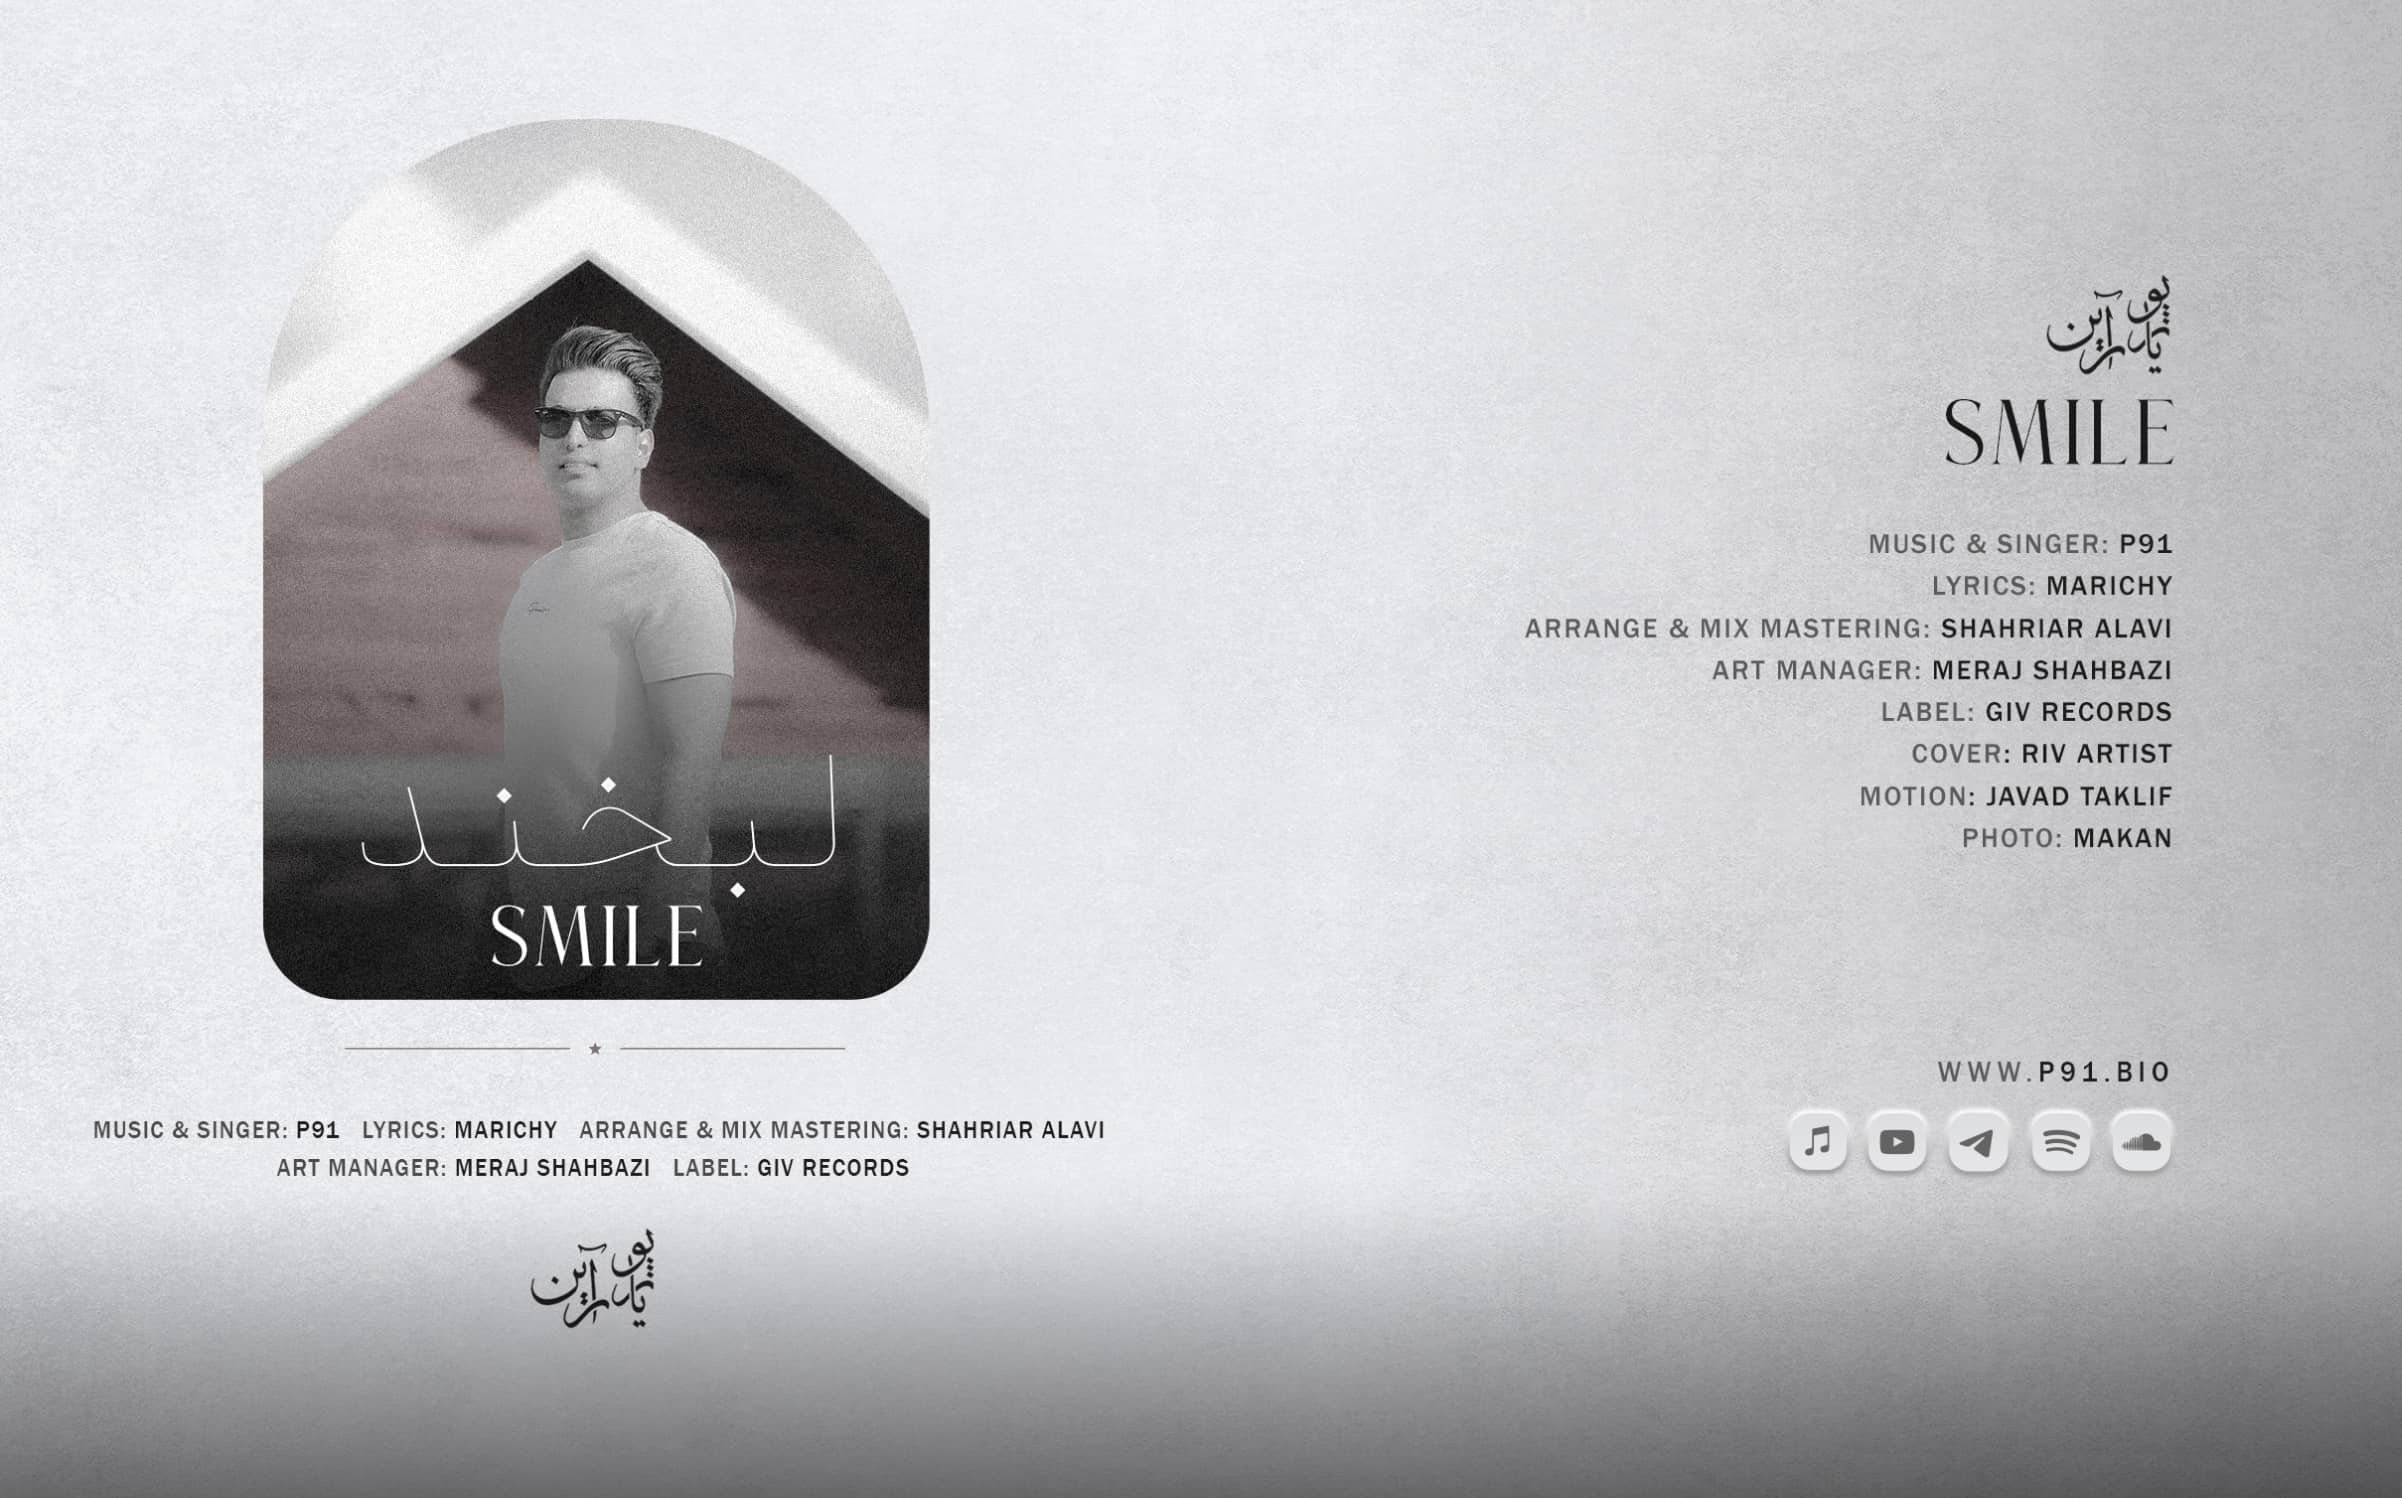 لبخند
SMILE
MUSIC & SINGER: P91 LYRICS: MARICHY ARRANGE & MIX MASTERING: SHAHRIAR ALAVI
ART MANAGER: MERAJ SHAHBAZI LABEL: GIV RECORDS
SMILE
MUSIC & SINGER: P91
LYRICS: MARICHY
ARRANGE & MIX MASTERING: SHAHRIAR ALAVI
ART MANAGER: MERAJ SHAHBAZI
LABEL: GIV RECORDS
COVER: RIV ARTIST
MOTION: JAVAD TAKLIF
PHOTO: MAKAN
WWW.P91.BIO